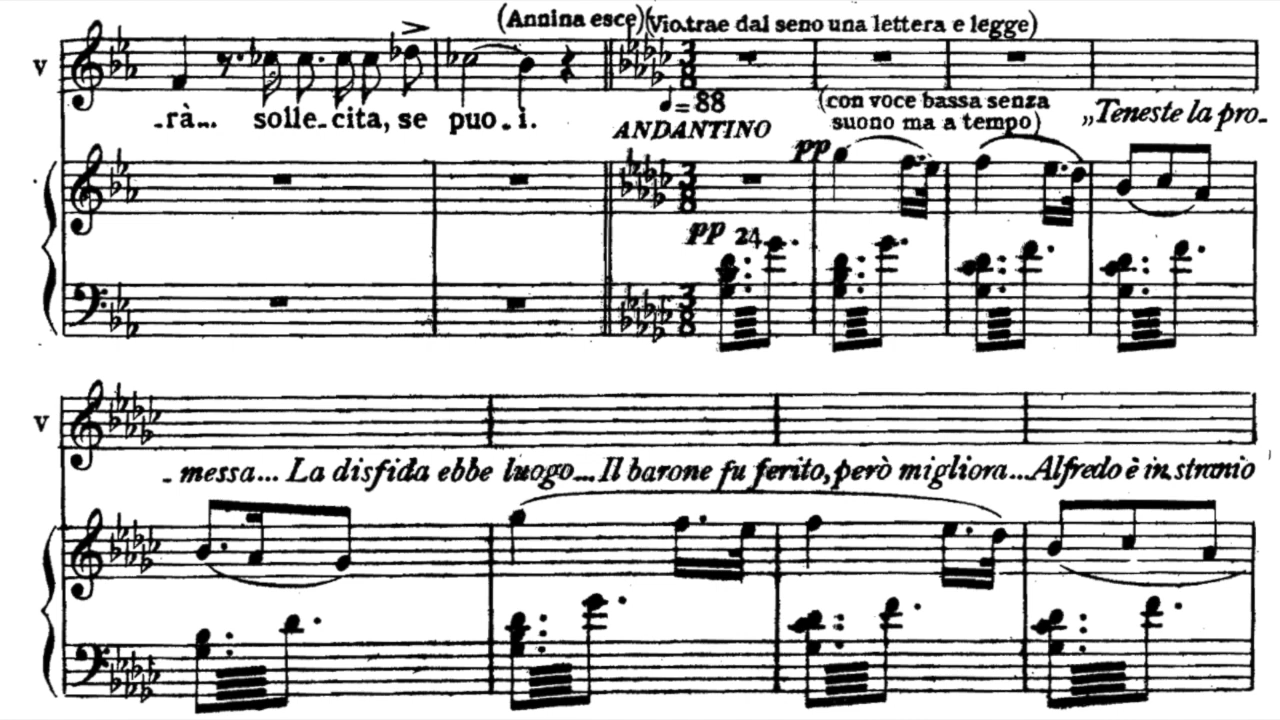 (Annina esce) (Vio.trae dal seno una lettera e legge)
V
-rà... solle-cita, se puo-i.
♩=88
ANDANTINO
(con voce bassa senza
suono ma a tempo)
„Teneste la pro-
pp
pp 24
V
-messa... La disfida ebbe luogo... Il barone fu ferito, però migliora... Alfredo è in stranio